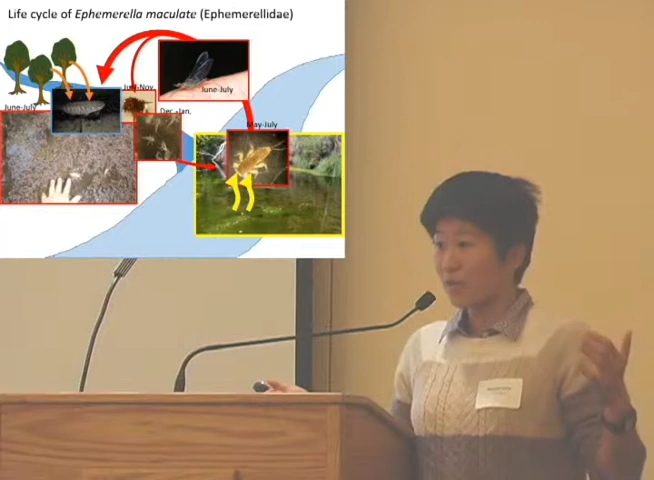 Life cycle of Ephemerella maculate (Ephemerellidae)
June-July
July-Nov
June-July
Dec -Jan,
May-July